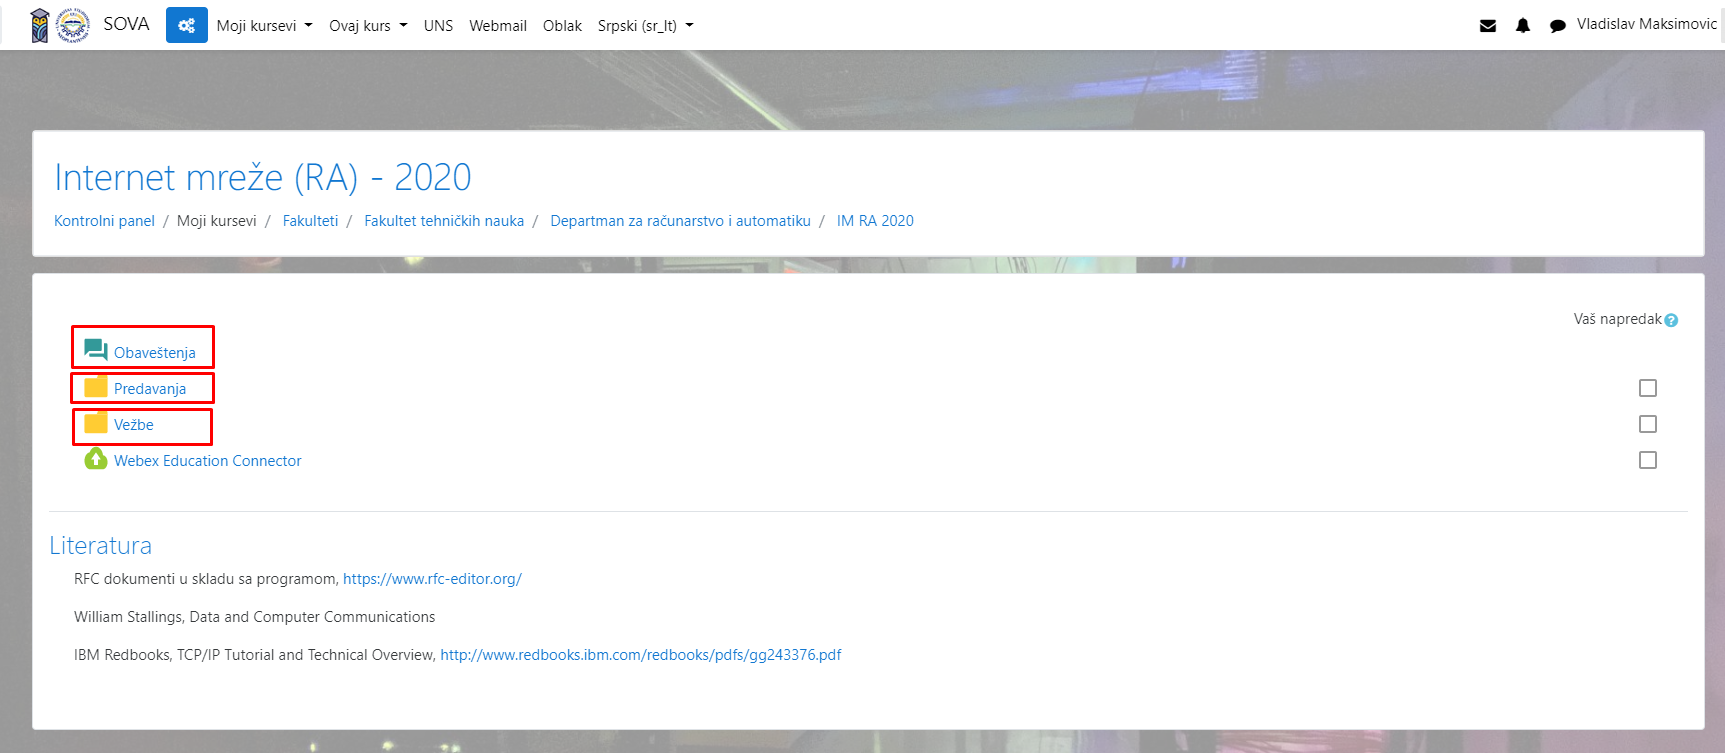 SOVA Moji kursevi Ovaj kurs UNS Webmail Oblak Srpski (sr_lt) Vladislav Maksimovic
Internet mreže (RA) - 2020
Kontrolni panel / Moji kursevi / Fakulteti / Fakultet tehničkih nauka / Departman za računarstvo i automatiku / IM RA 2020
Vaš napredak
Obaveštenja
Predavanja
Vežbe
Webex Education Connector
Literatura
RFC dokumenti u skladu sa programom, https://www.rfc-editor.org/
William Stallings, Data and Computer Communications
IBM Redbooks, TCP/IP Tutorial and Technical Overview, http://www.redbooks.ibm.com/redbooks/pdfs/gg243376.pdf